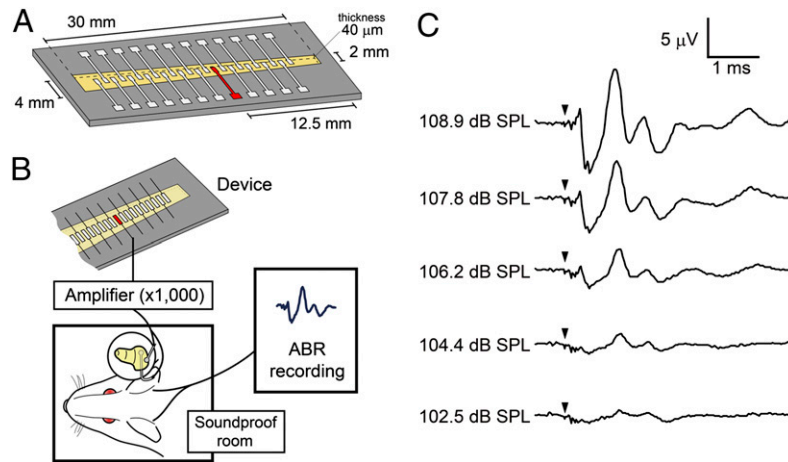 A
30 mm
thickness
40 μm
2 mm
4 mm
12.5 mm
B
Device
Amplifier (x1,000)
ABR
recording
Soundproof
room
C
5 μV
1 ms
108.9 dB SPL
107.8 dB SPL
106.2 dB SPL
104.4 dB SPL
102.5 dB SPL